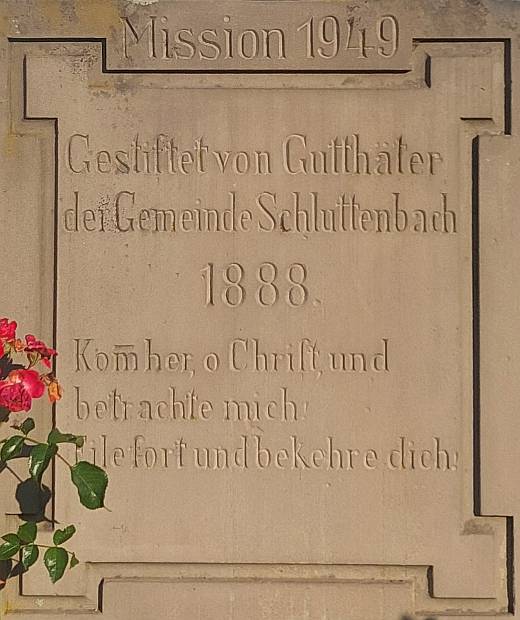 Mission 1949
Gestiftet von Gutthäter
der Gemeinde Schluttenbach
1888.
Kom̅ her, o Christ, und
betrachte mich!
Eile fort und bekehre dich!